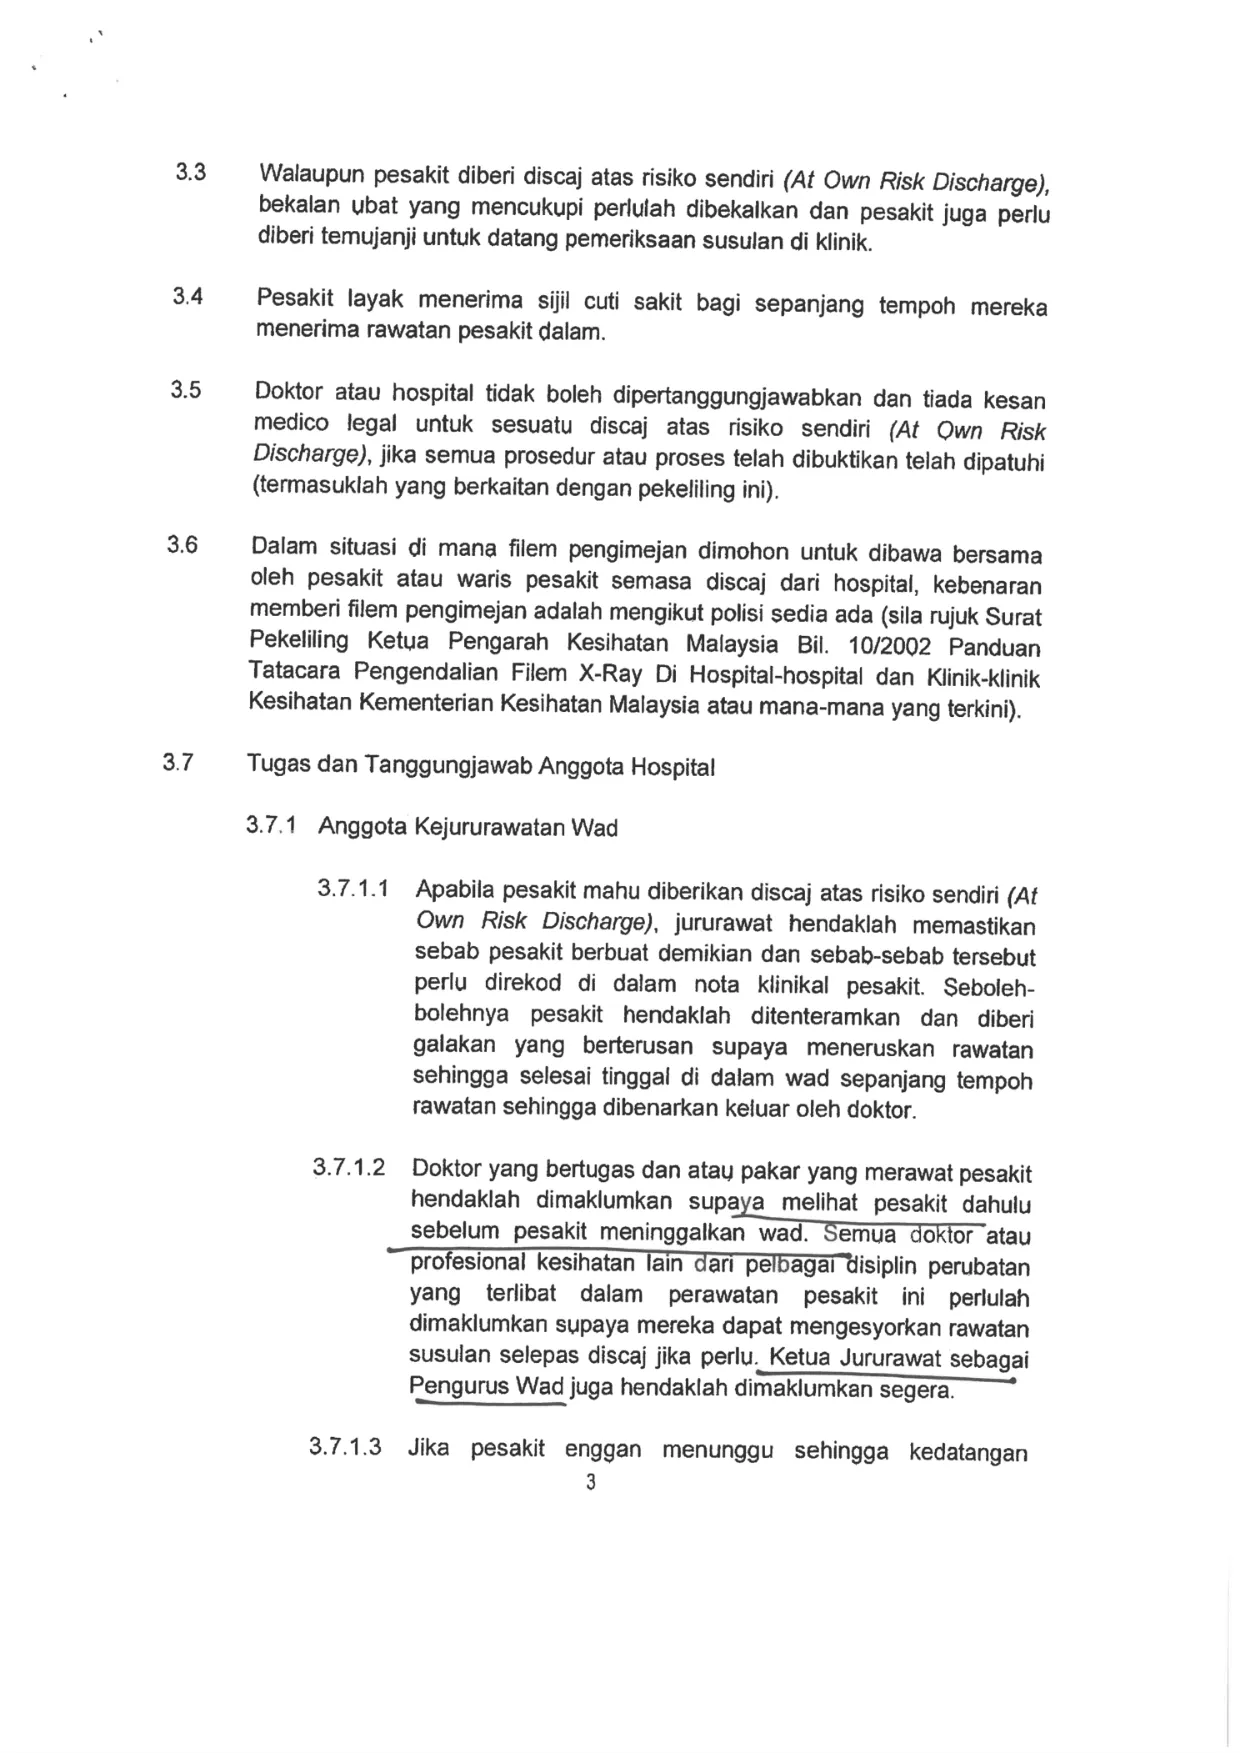 3.3 Walaupun pesakit diberi discaj atas risiko sendiri (At Own Risk Discharge),
bekalan ubat yang mencukupi perlulah dibekalkan dan pesakit juga perlu
diberi temujanji untuk datang pemeriksaan susulan di klinik.
3.4 Pesakit layak menerima sijil cuti sakit bagi sepanjang tempoh mereka
menerima rawatan pesakit dalam.
3.5 Doktor atau hospital tidak boleh dipertanggungjawabkan dan tiada kesan
medico legal untuk sesuatu discaj atas risiko sendiri (At Own Risk
Discharge), jika semua prosedur atau proses telah dibuktikan telah dipatuhi
(termasuklah yang berkaitan dengan pekeliling ini).
3.6 Dalam situasi di mana filem pengimejan dimohon untuk dibawa bersama
oleh pesakit atau waris pesakit semasa discaj dari hospital, kebenaran
memberi filem pengimejan adalah mengikut polisi sedia ada (sila rujuk Surat
Pekeliling Ketua Pengarah Kesihatan Malaysia Bil. 10/2002 Panduan
Tatacara Pengendalian Filem X-Ray Di Hospital-hospital dan Klinik-klinik
Kesihatan Kementerian Kesihatan Malaysia atau mana-mana yang terkini).
3.7 Tugas dan Tanggungjawab Anggota Hospital
3.7.1 Anggota Kejururawatan Wad
3.7.1.1 Apabila pesakit mahu diberikan discaj atas risiko sendiri (At
Own Risk Discharge), jururawat hendaklah memastikan
sebab pesakit berbuat demikian dan sebab-sebab tersebut
perlu direkod di dalam nota klinikal pesakit. Seboleh-
bolehnya pesakit hendaklah ditenteramkan dan diberi
galakan yang berterusan supaya meneruskan rawatan
sehingga selesai tinggal di dalam wad sepanjang tempoh
rawatan sehingga dibenarkan keluar oleh doktor.
3.7.1.2 Doktor yang bertugas dan atau pakar yang merawat pesakit
hendaklah dimaklumkan supaya melihat pesakit dahulu
sebelum pesakit meninggalkan wad. Semua doktor atau
profesional kesihatan lain dari pelbagai disiplin perubatan
yang terlibat dalam perawatan pesakit ini perlulah
dimaklumkan supaya mereka dapat mengesyorkan rawatan
susulan selepas discaj jika perlu. Ketua Jururawat sebagai
Pengurus Wad juga hendaklah dimaklumkan segera.
3.7.1.3 Jika pesakit enggan menunggu sehingga kedatangan
3